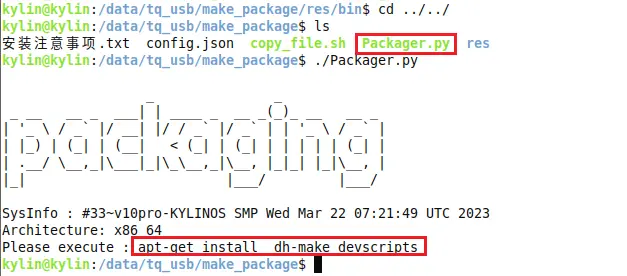 kylin@kylin:/data/tq_usb/make_package/res/bin$ cd ../../
kylin@kylin:/data/tq_usb/make_package$ ls
安装注意事项.txt  config.json  copy_file.sh  Packager.py  res
kylin@kylin:/data/tq_usb/make_package$ ./Packager.py
packaging
SysInfo : #33~v10pro-KYLINOS SMP Wed Mar 22 07:21:49 UTC 2023
Architecture: x86_64
Please execute : apt-get install  dh-make devscripts
kylin@kylin:/data/tq_usb/make_package$